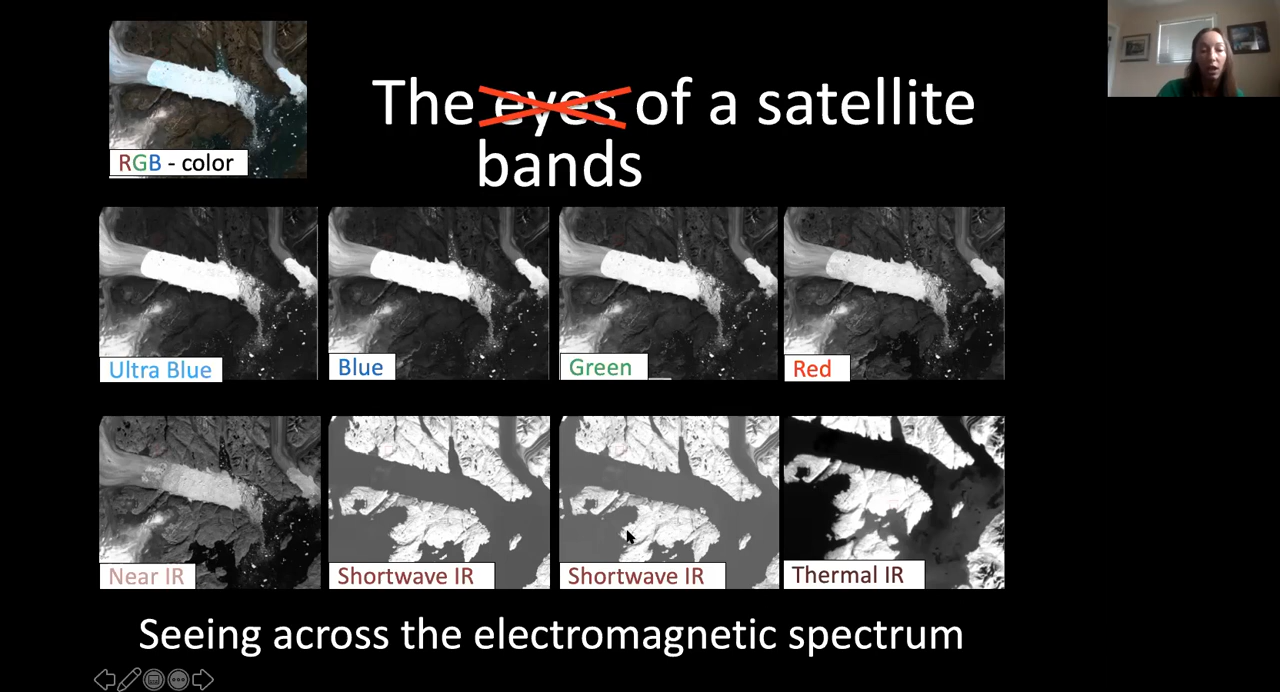 The eyes of a satellite
bands
RGB - color
Ultra Blue
Blue
Green
Red
Near IR
Shortwave IR
Shortwave IR
Thermal IR
Seeing across the electromagnetic spectrum